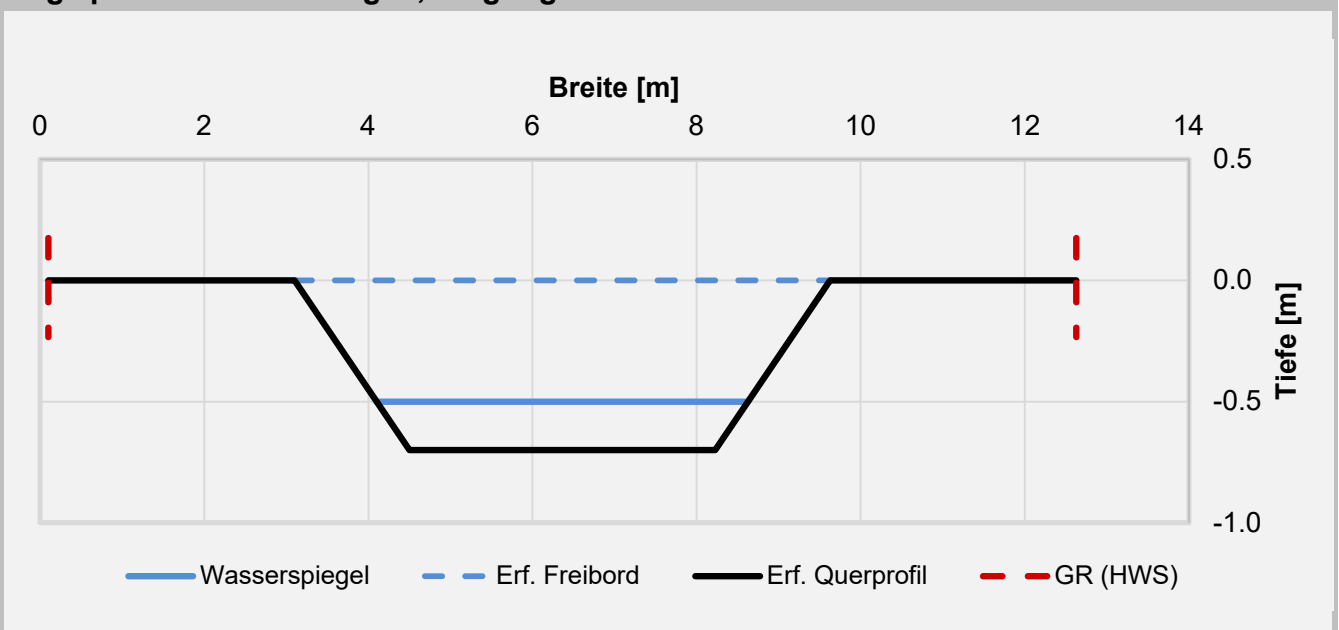 Breite [m]
0 2 4 6 8 10 12 14
0.5
0.0
-0.5
-1.0
Tiefe [m]
Wasserspiegel Erf. Freibord Erf. Querprofil GR (HWS)